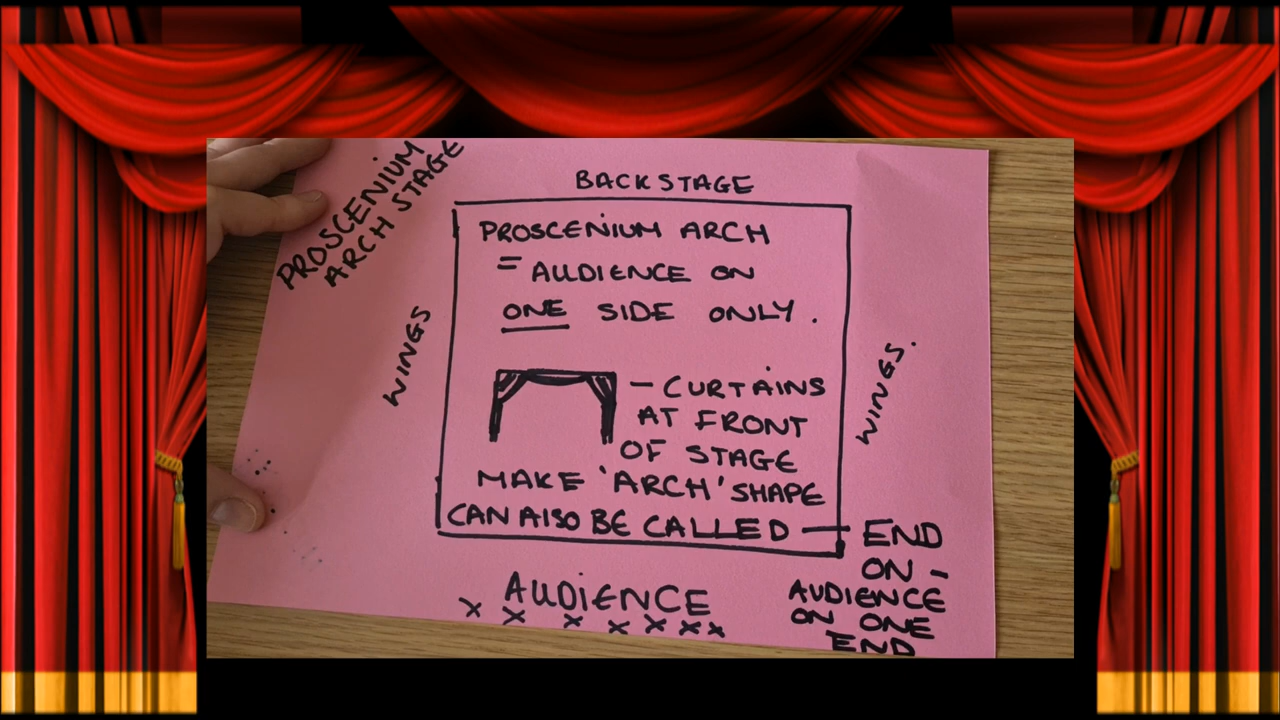 PROSCENIUM
ARCH STAGE
BACKSTAGE
PROSCENIUM ARCH
= AUDIENCE ON
ONE SIDE ONLY.
WINGS
WINGS.
- CURTAINS
AT FRONT
OF STAGE
MAKE 'ARCH' SHAPE
CAN AlSO BE CALLED — END
ON -
AUDIENCE
ON ONE
END
AUDIENCE
x x x x x x x